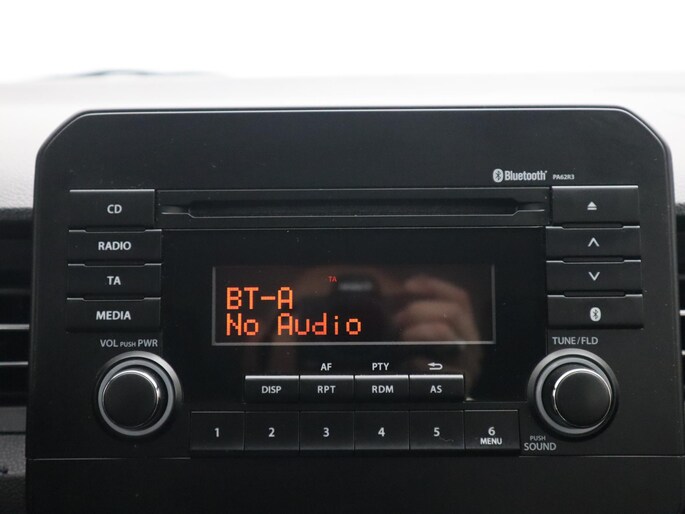 Bluetooth® PA62R3
CD
RADIO
TA
MEDIA
TA
BT-A
No Audio
VOL PUSH PWR
TUNE/FLD
AF PTY
DISP RPT RDM AS
1 2 3 4 5 6 MENU
PUSH SOUND